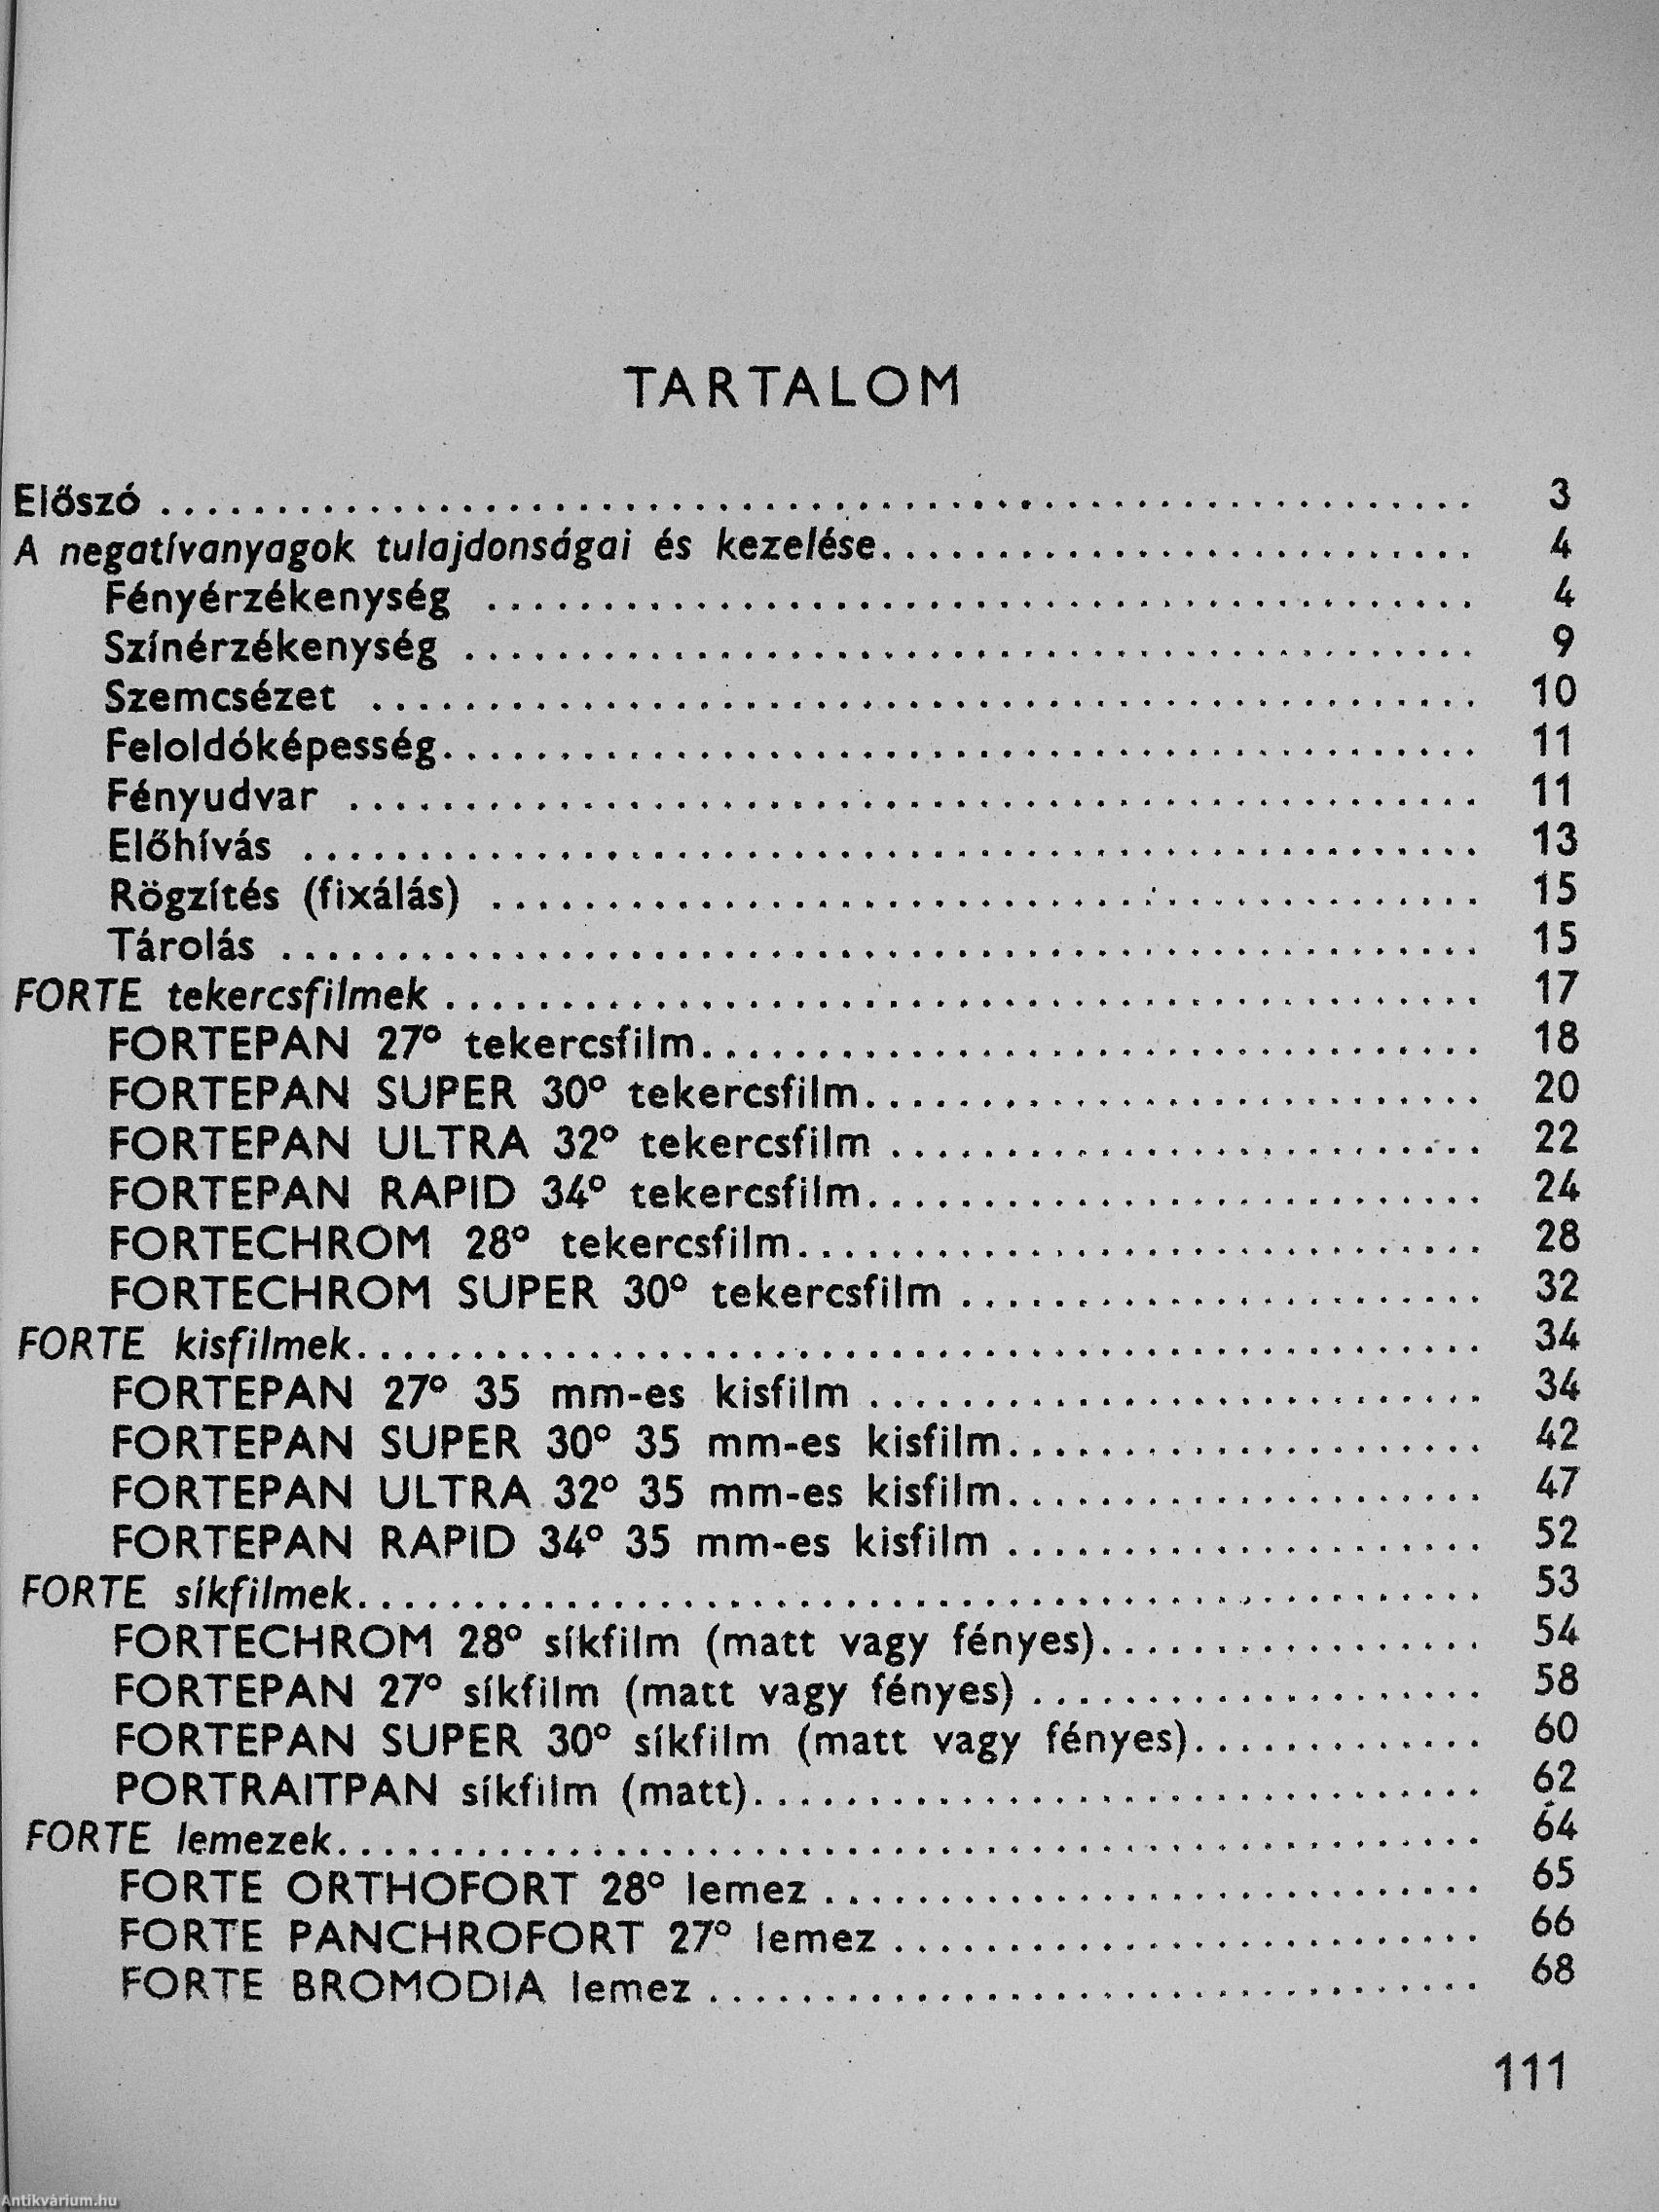 TARTALOM
Előszó ........ 3
A negatívanyagok tulajdonságai és kezelése ........ 4
Fényérzékenység ........ 4
Színérzékenység ........ 9
Szemcsézet ........ 10
Feloldóképesség ........ 11
Fényudvar ........ 11
Előhívás ........ 13
Rögzítés (fixálás) ........ 15
Tárolás ........ 15
FORTE tekercsfilmek ........ 17
FORTEPAN 27° tekercsfilm ........ 18
FORTEPAN SUPER 30° tekercsfilm ........ 20
FORTEPAN ULTRA 32° tekercsfilm ........ 22
FORTEPAN RAPID 34° tekercsfilm ........ 24
FORTECHROM 28° tekercsfilm ........ 28
FORTECHROM SUPER 30° tekercsfilm ........ 32
FORTE kisfilmek ........ 34
FORTEPAN 27° 35 mm-es kisfilm ........ 34
FORTEPAN SUPER 30° 35 mm-es kisfilm ........ 42
FORTEPAN ULTRA 32° 35 mm-es kisfilm ........ 47
FORTEPAN RAPID 34° 35 mm-es kisfilm ........ 52
FORTE síkfilmek ........ 53
FORTECHROM 28° síkfilm (matt vagy fényes) ........ 54
FORTEPAN 27° síkfilm (matt vagy fényes) ........ 58
FORTEPAN SUPER 30° síkfilm (matt vagy fényes) ........ 60
PORTRAITPAN síkfilm (matt) ........ 62
FORTE lemezek ........ 64
FORTE ORTHOFORT 28° lemez ........ 65
FORTE PANCHROFORT 27° lemez ........ 66
FORTE BROMODIA lemez ........ 68
111
Antikvárium.hu